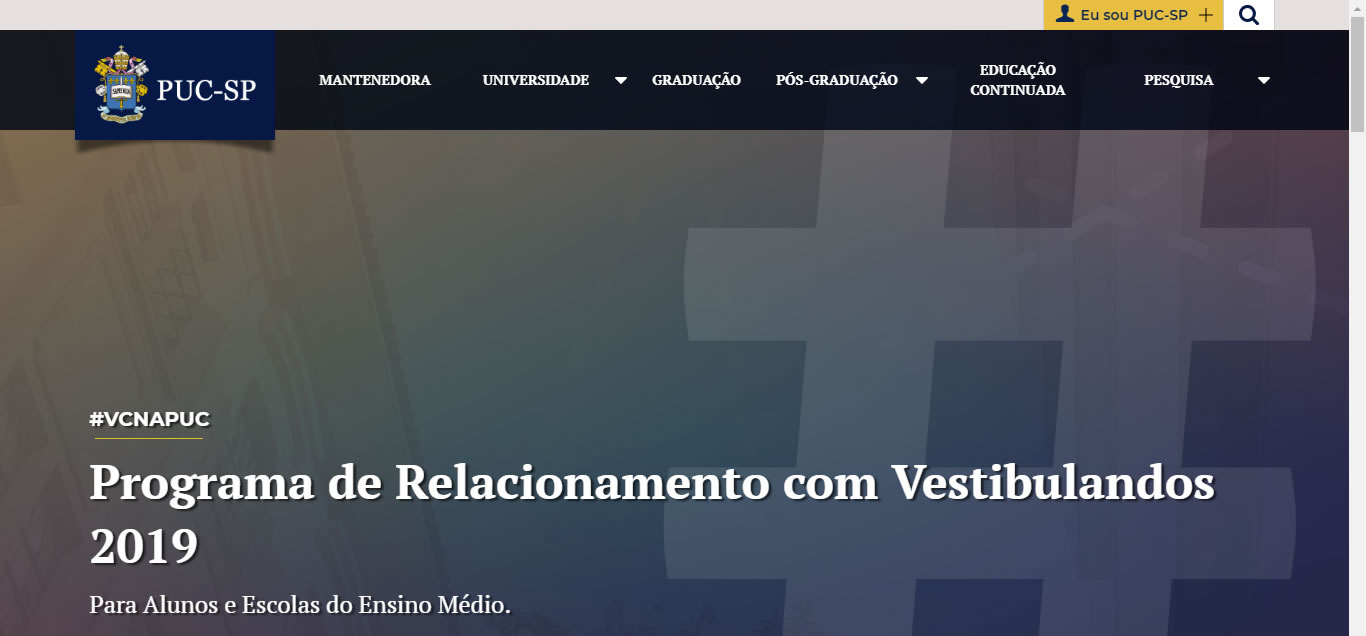 Eu sou PUC-SP +
PUC-SP
MANTENEDORA
UNIVERSIDADE
GRADUAÇÃO
PÓS-GRADUAÇÃO
EDUCAÇÃO
CONTINUADA
PESQUISA
#VCNAPUC
Programa de Relacionamento com Vestibulandos
2019
Para Alunos e Escolas do Ensino Médio.